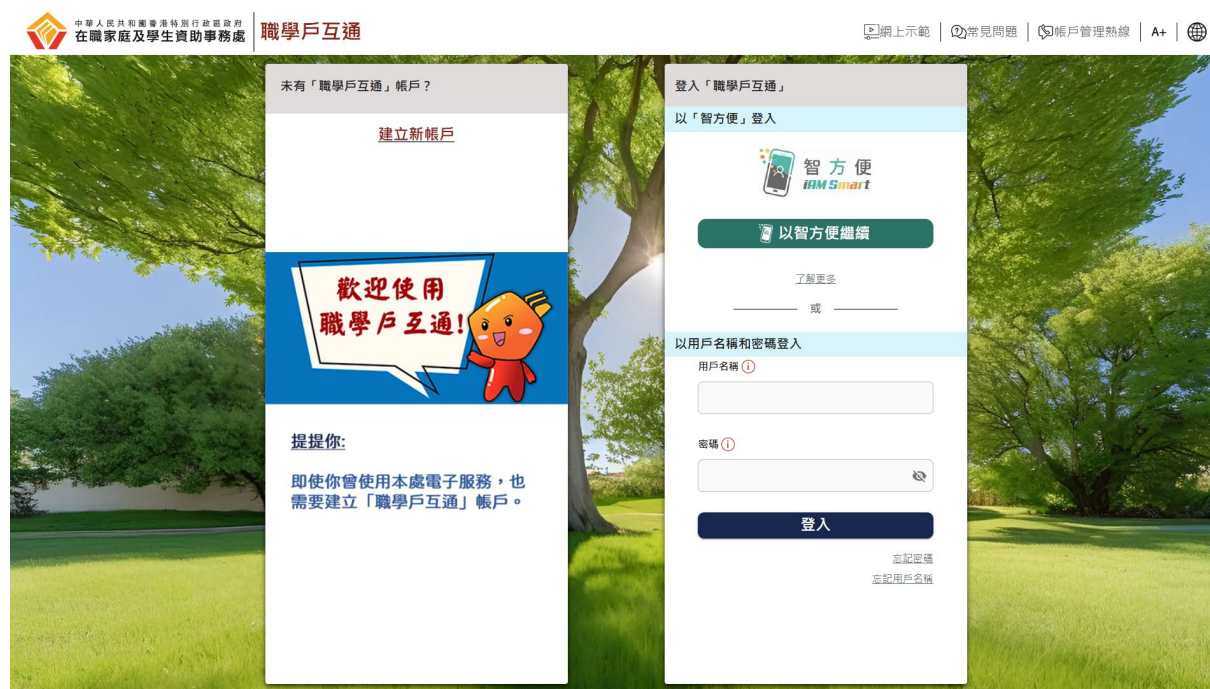 中華人民共和國香港特別行政區政府
在職家庭及學生資助事務處
職學戶互通
網上示範
常見問題
帳戶管理熱線
A+
未有「職學戶互通」帳戶？
建立新帳戶
歡迎使用
職學戶互通!
提提你:
即使你曾使用本處電子服務，也
需要建立「職學戶互通」帳戶。
登入「職學戶互通」
以「智方便」登入
智方便
iAM Smart
以智方便繼續
了解更多
或
以用戶名稱和密碼登入
用戶名稱
密碼
登入
忘記密碼
忘記用戶名稱